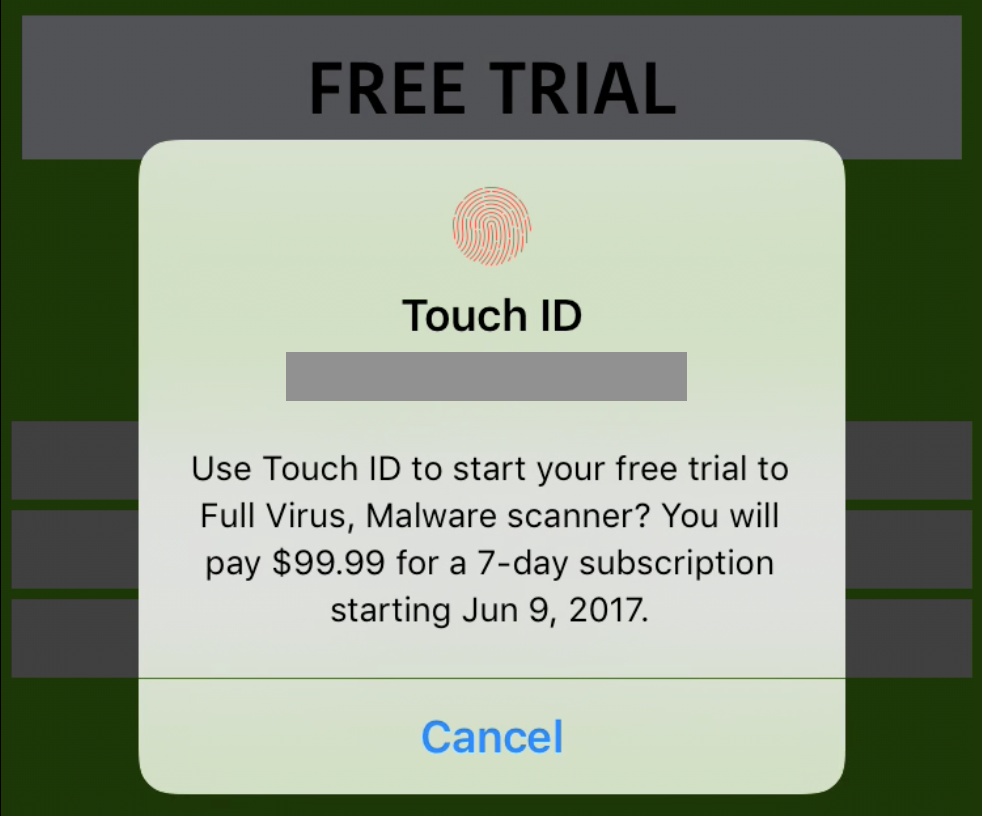 FREE TRIAL
Touch ID
Use Touch ID to start your free trial to
Full Virus, Malware scanner? You will
pay $99.99 for a 7-day subscription
starting Jun 9, 2017.
Cancel